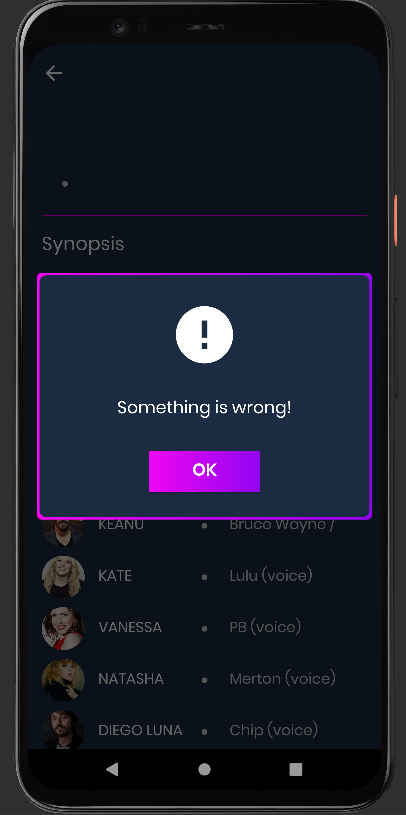 Synopsis
Something is wrong!
OK
KEANU • Bruce Wayne /
KATE • Lulu (voice)
VANESSA • PB (voice)
NATASHA • Merton (voice)
DIEGO LUNA • Chip (voice)